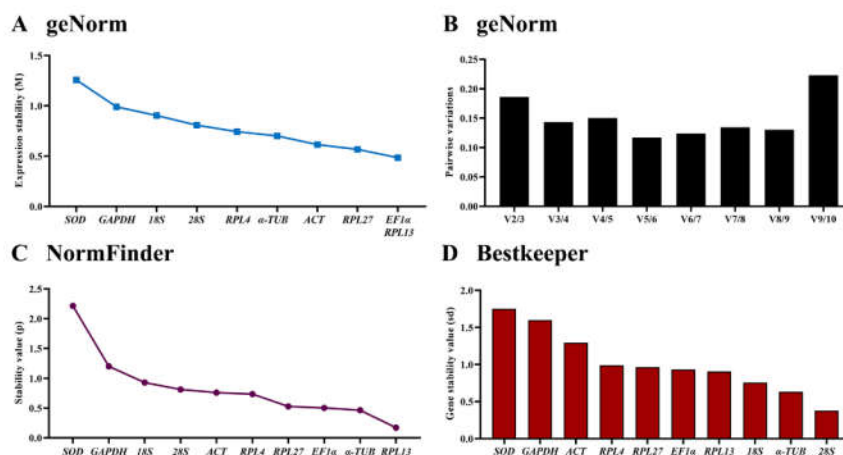 A geNorm
Expression stability (M)
1.5
1.0
0.5
0.0
SOD GAPDH 18S 28S RPL4 α-TUB ACT RPL27 EF1α
RPL13
B geNorm
Pairwise variations
0.25
0.20
0.15
0.10
0.05
0.00
V2/3 V3/4 V4/5 V5/6 V6/7 V7/8 V8/9 V9/10
C NormFinder
Stability value (p)
2.5
2.0
1.5
1.0
0.5
0.0
SOD GAPDH 18S 28S ACT RPL4 RPL27 EF1α α-TUB RPL13
D Bestkeeper
Gene stability value (sd)
2.0
1.5
1.0
0.5
0.0
SOD GAPDH ACT RPL4 RPL27 EF1α RPL13 18S α-TUB 28S